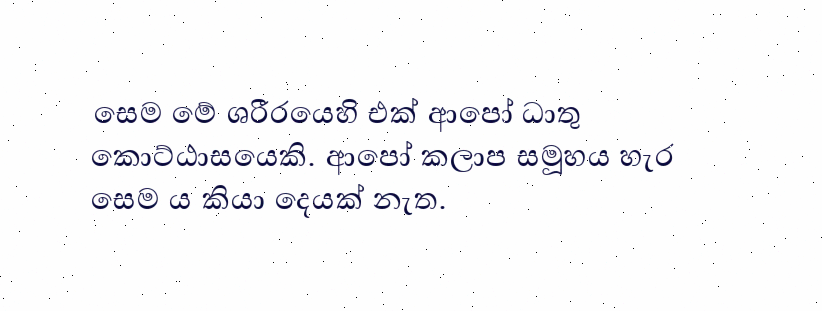 සෙම මේ ශරීරයෙහි එක් ආපෝ ධාතු
කොට්ඨාසයෙකි. ආපෝ කලාප සමූහය හැර
සෙම ය කියා දෙයක් නැත.